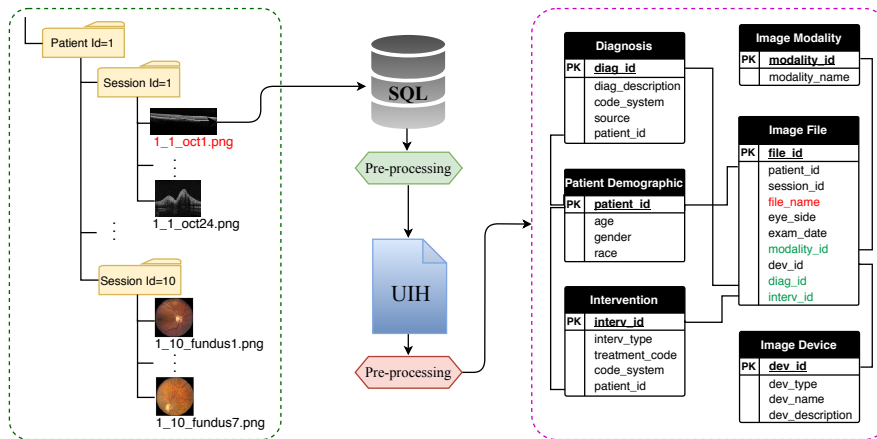 Patient Id=1
Session Id=1
1_1_oct1.png
1_1_oct24.png
Session Id=10
1_10_fundus1.png
1_10_fundus7.png
SQL
Pre-processing
UIH
Pre-processing
Diagnosis
PK diag_id
diag_description
code_system
source
patient_id
Patient Demographic
PK patient_id
age
gender
race
Intervention
PK interv_id
interv_type
treatment_code
code_system
patient_id
Image Modality
PK modality_id
modality_name
Image File
PK file_id
patient_id
session_id
file_name
eye_side
exam_date
modality_id
dev_id
diag_id
interv_id
Image Device
PK dev_id
dev_type
dev_name
dev_description